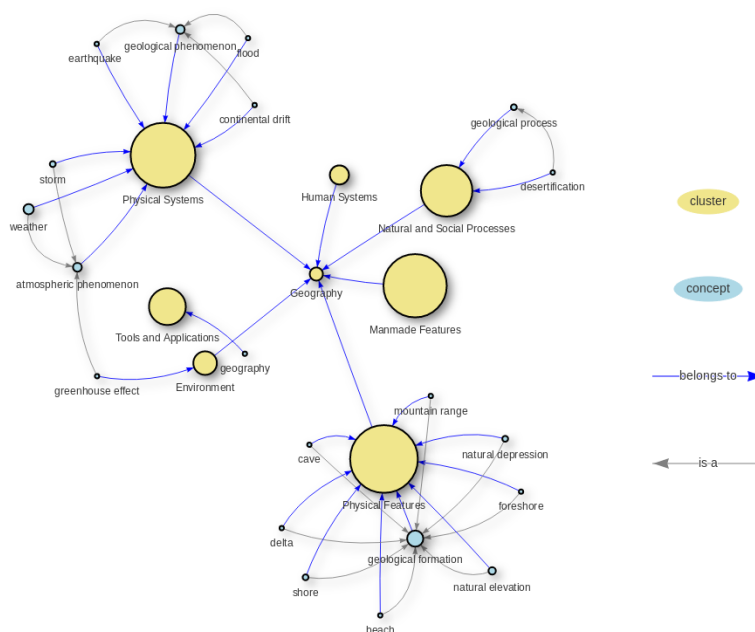 geological phenomenon
earthquake
flood
continental drift
geological process
storm
desertification
Physical Systems
Human Systems
weather
Natural and Social Processes
cluster
atmospheric phenomenon
Geography
concept
Manmade Features
Tools and Applications
geography
greenhouse effect
Environment
belongs to
mountain range
cave
natural depression
is a
Physical Features
foreshore
delta
geological formation
shore
natural elevation
beach